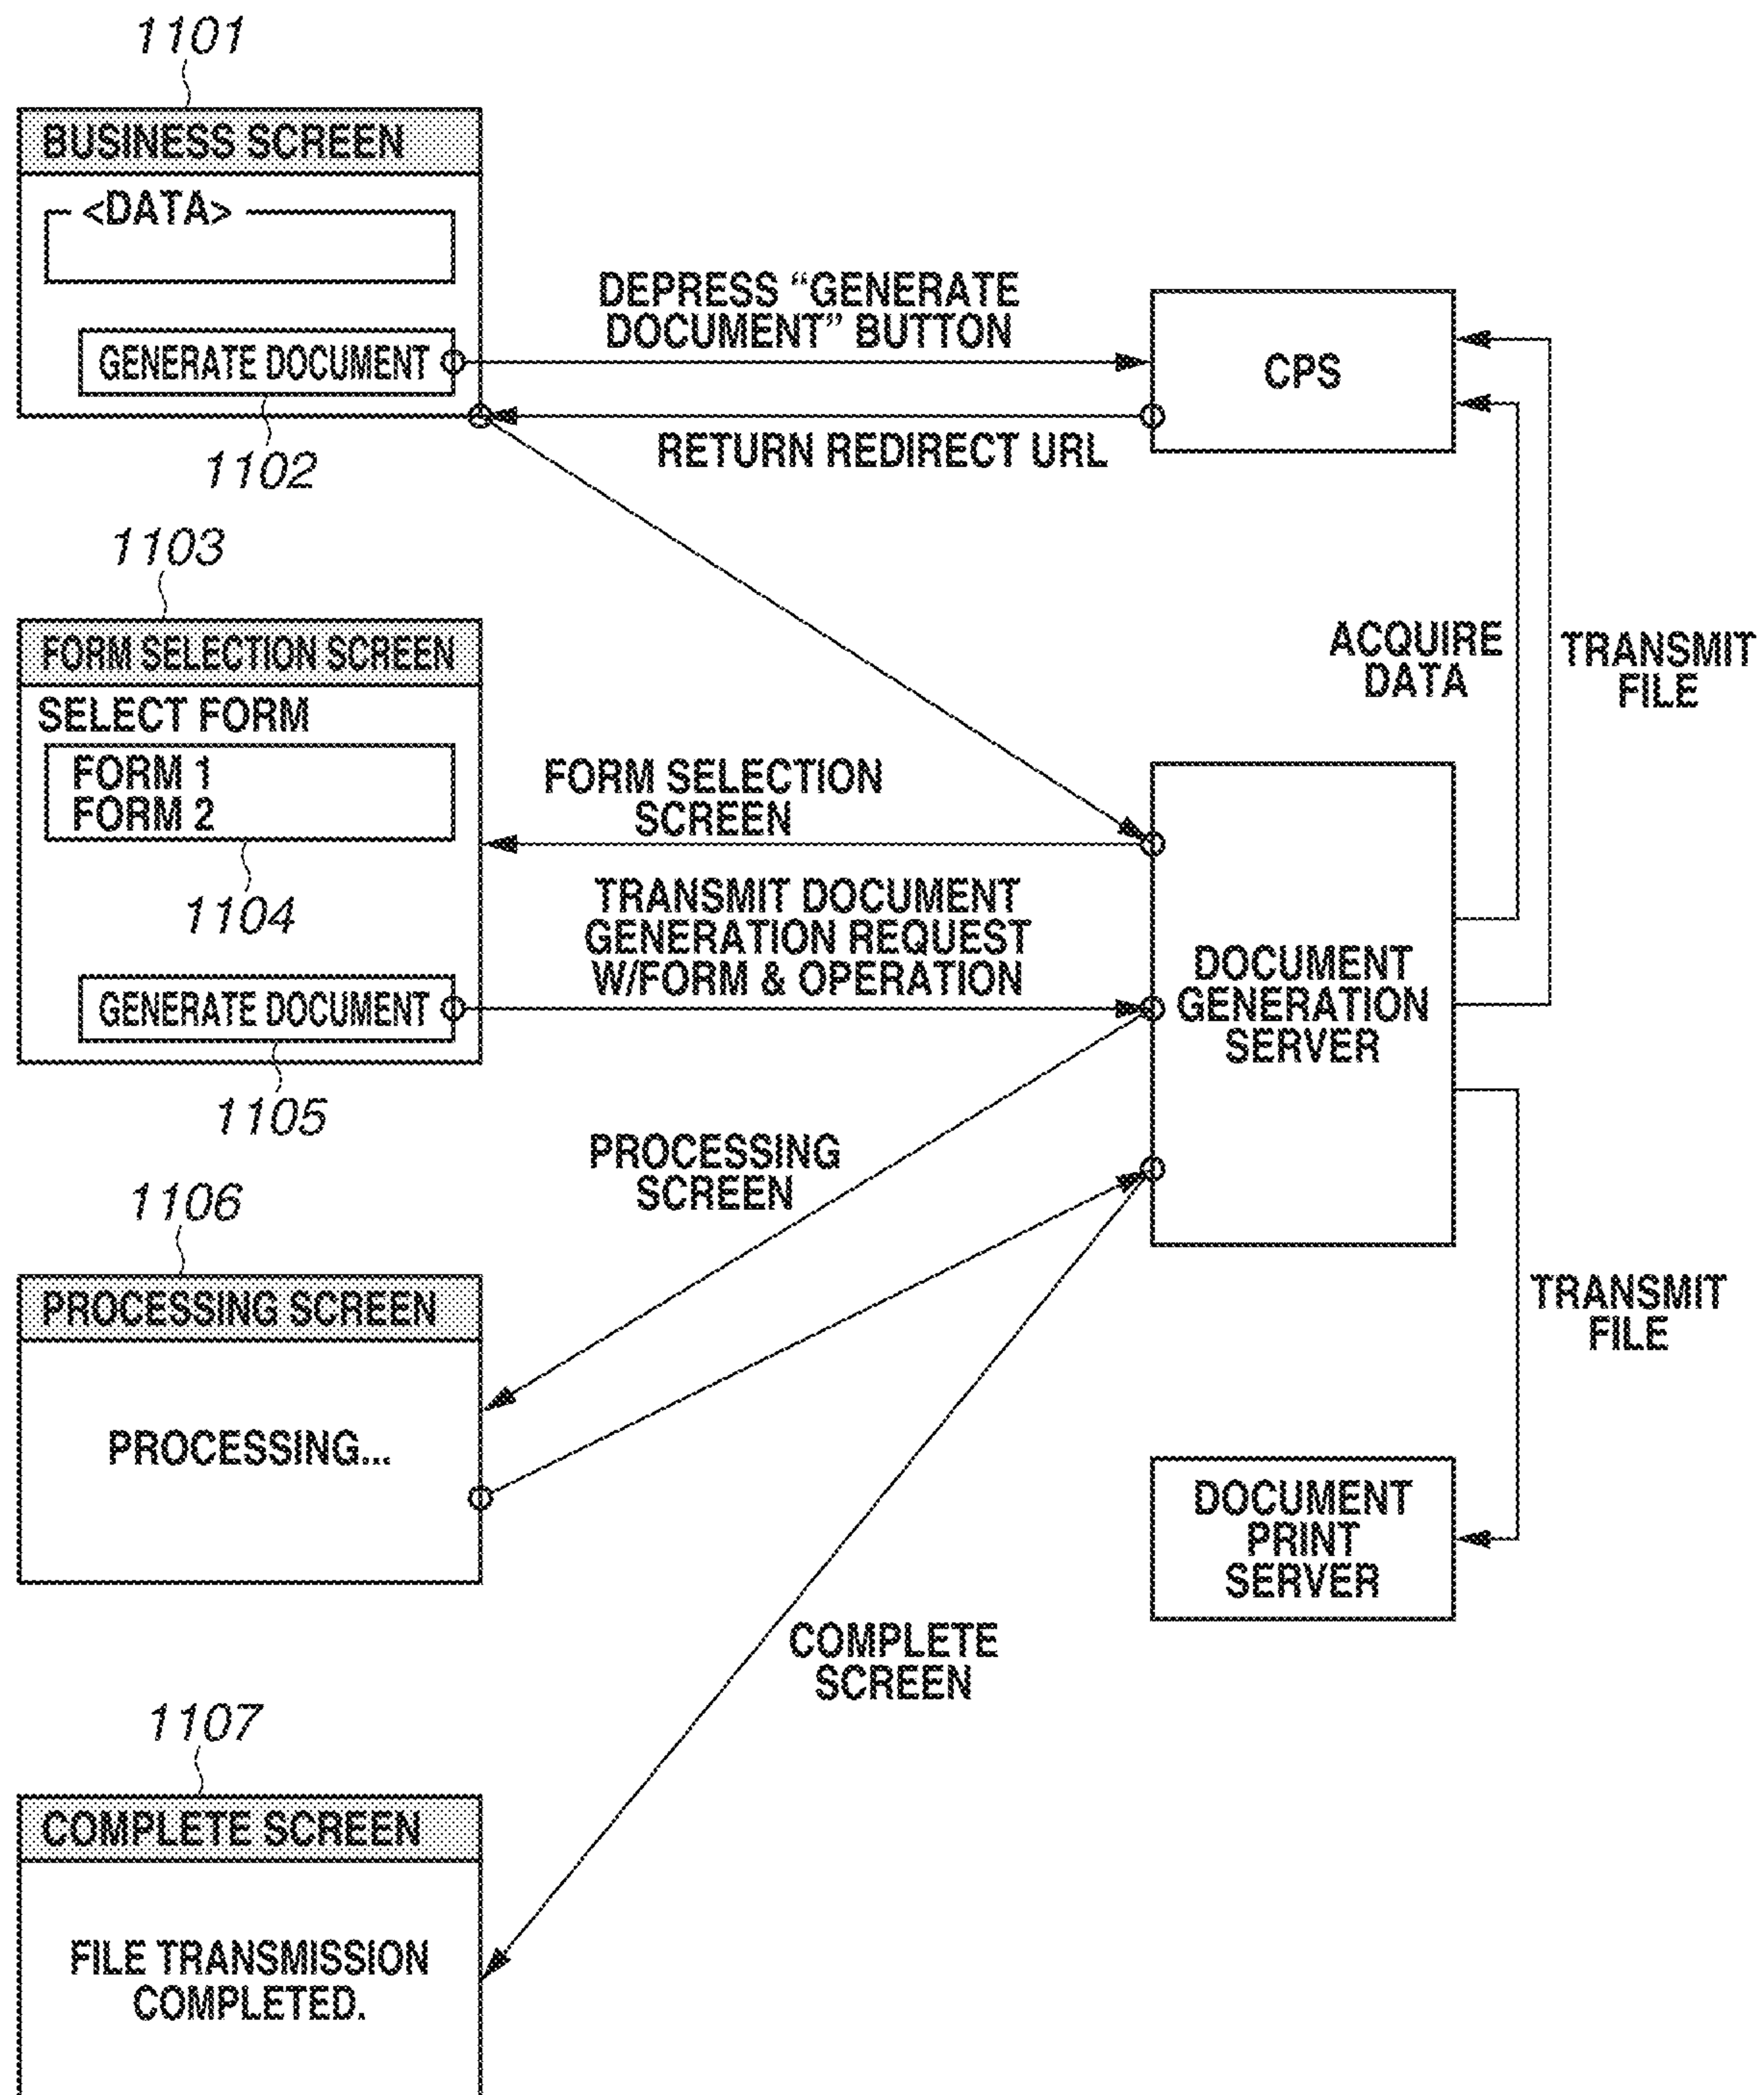 1101
BUSINESS SCREEN
<DATA>
GENERATE DOCUMENT
1102
DEPRESS “GENERATE
DOCUMENT” BUTTON
RETURN REDIRECT URL
CPS
1103
FORM SELECTION SCREEN
SELECT FORM
FORM 1
FORM 2
1104
GENERATE DOCUMENT
1105
FORM SELECTION
SCREEN
TRANSMIT DOCUMENT
GENERATION REQUEST
W/FORM & OPERATION
ACQUIRE
DATA
TRANSMIT
FILE
DOCUMENT
GENERATION
SERVER
PROCESSING
SCREEN
1106
PROCESSING SCREEN
PROCESSING...
TRANSMIT
FILE
DOCUMENT
PRINT
SERVER
COMPLETE
SCREEN
1107
COMPLETE SCREEN
FILE TRANSMISSION
COMPLETED.